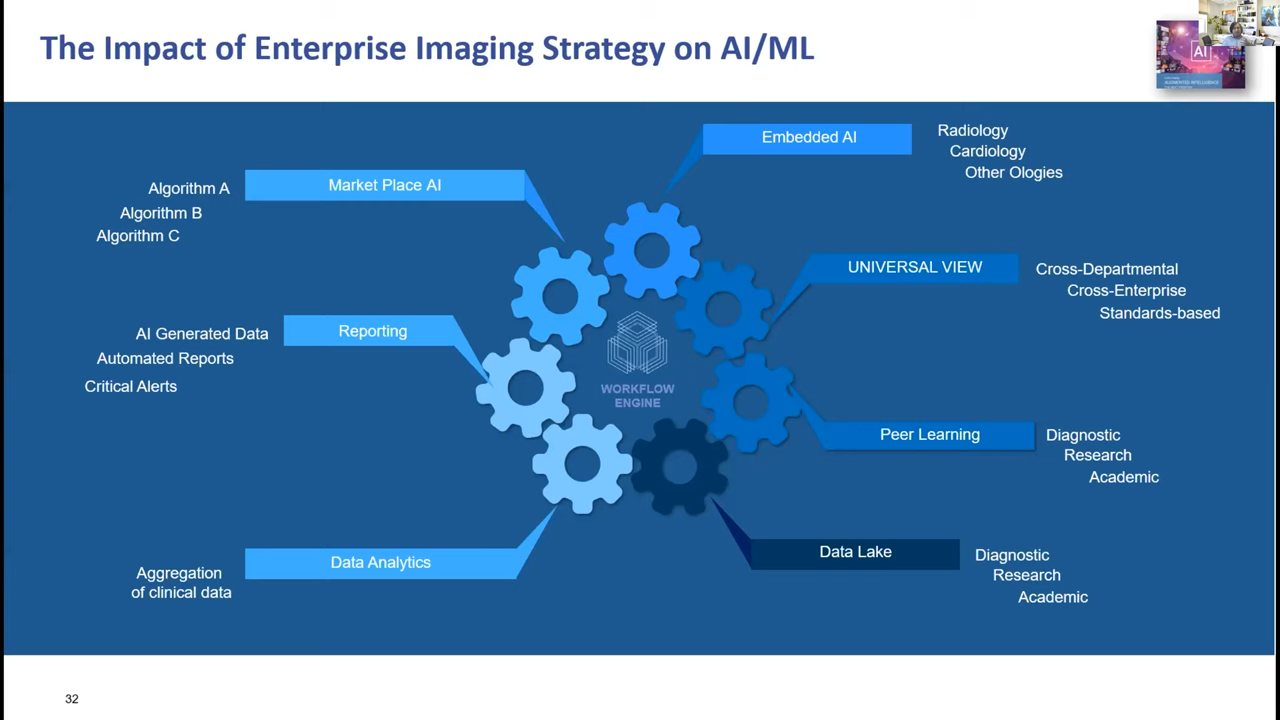 The Impact of Enterprise Imaging Strategy on AI/ML
AI
Embedded AI
Radiology
Cardiology
Other Ologies
Market Place AI
Algorithm A
Algorithm B
Algorithm C
UNIVERSAL VIEW
Cross-Departmental
Cross-Enterprise
Standards-based
Reporting
AI Generated Data
Automated Reports
Critical Alerts
WORKFLOW
ENGINE
Peer Learning
Diagnostic
Research
Academic
Data Lake
Diagnostic
Research
Academic
Data Analytics
Aggregation
of clinical data
32